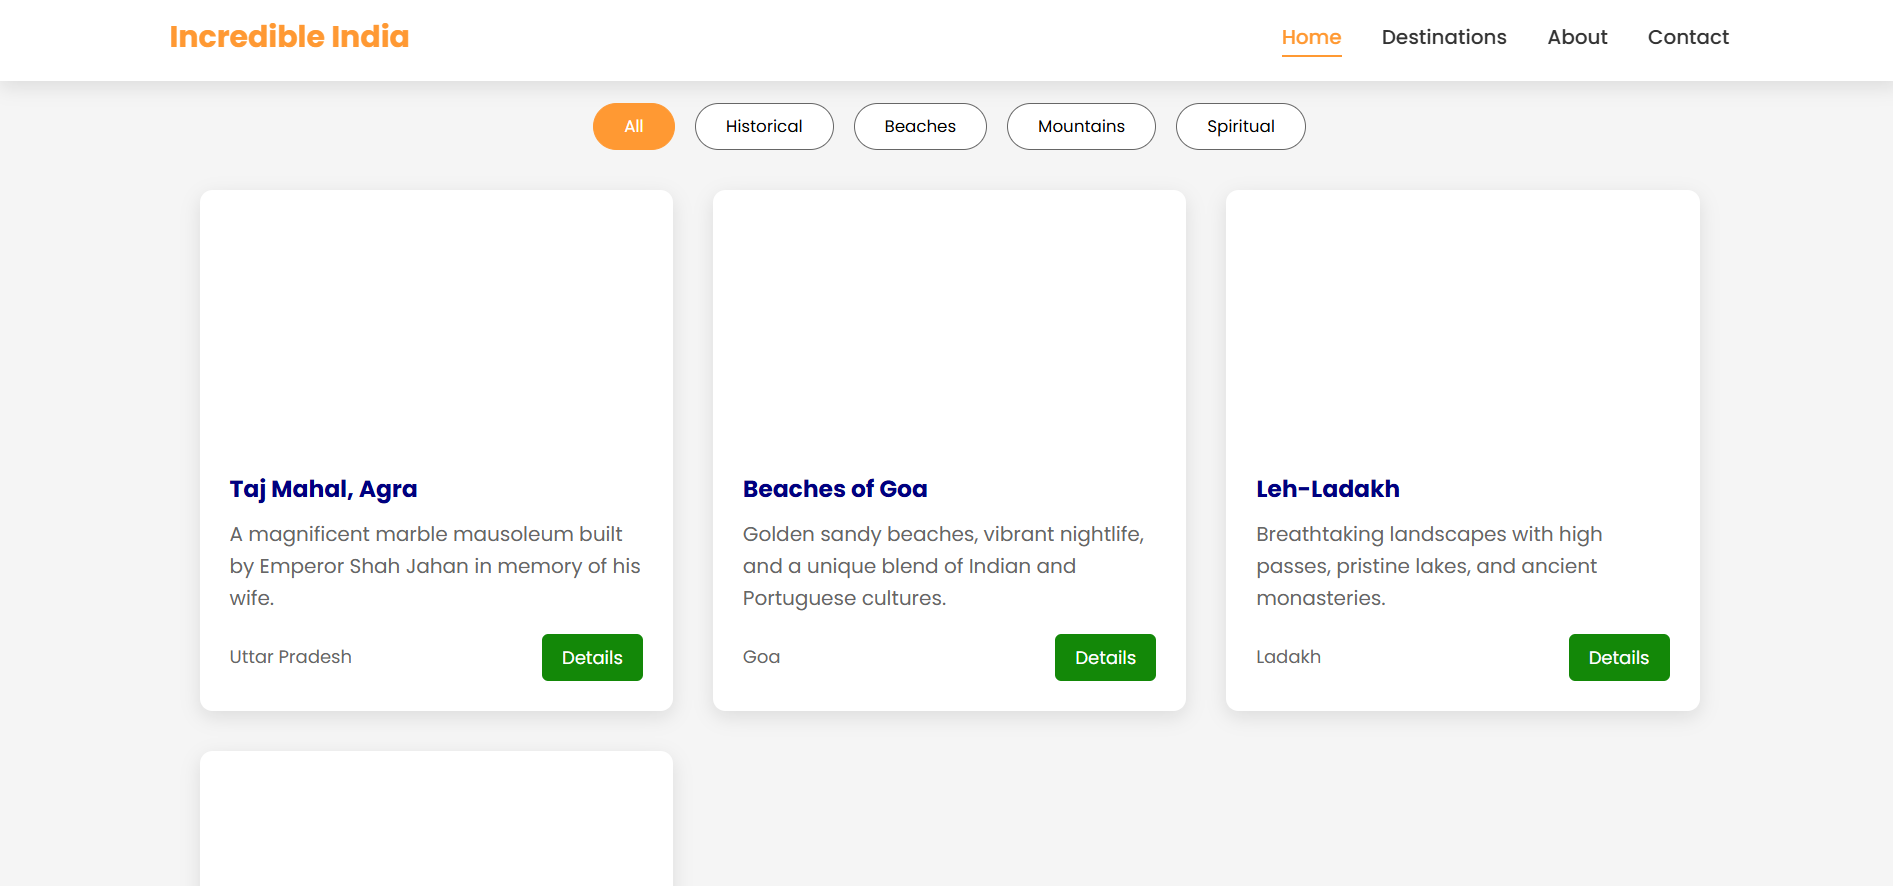 Incredible India
Home Destinations About Contact
All Historical Beaches Mountains Spiritual
Taj Mahal, Agra
A magnificent marble mausoleum built
by Emperor Shah Jahan in memory of his
wife.
Uttar Pradesh Details
Beaches of Goa
Golden sandy beaches, vibrant nightlife,
and a unique blend of Indian and
Portuguese cultures.
Goa Details
Leh-Ladakh
Breathtaking landscapes with high
passes, pristine lakes, and ancient
monasteries.
Ladakh Details